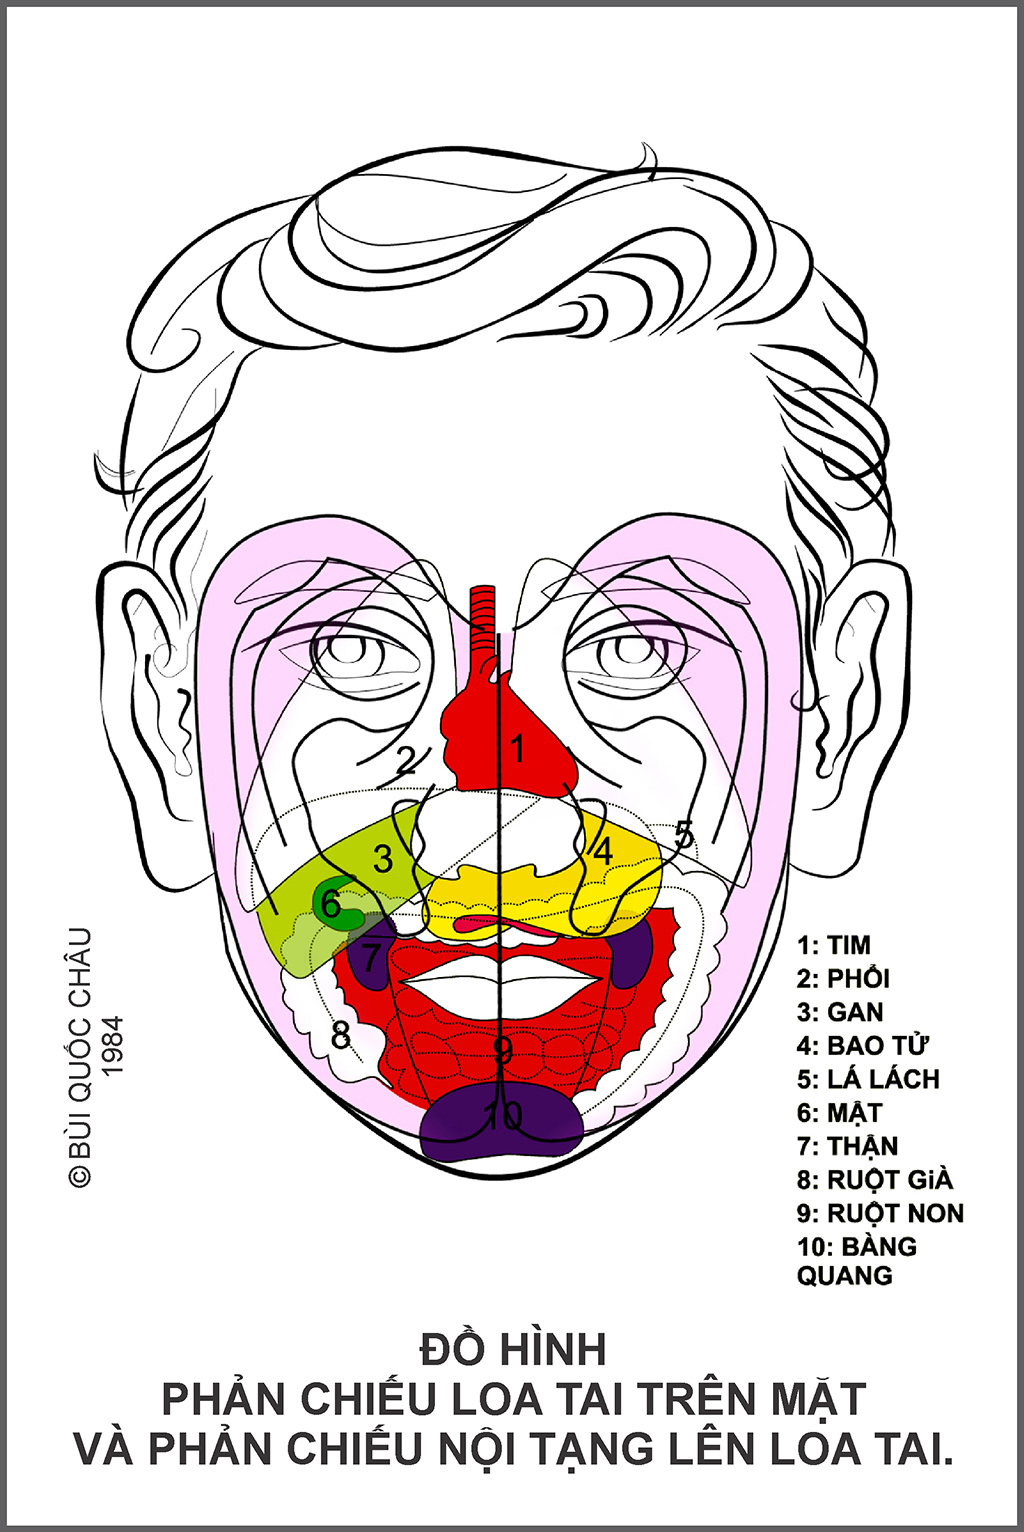 1
2
3
4
5
6
7
8
9
10
© BÙI QUỐC CHÂU
1984
1: TIM
2: PHỔI
3: GAN
4: BAO TỬ
5: LÁ LÁCH
6: MẬT
7: THẬN
8: RUỘT GiÀ
9: RUỘT NON
10: BÀNG
QUANG
ĐỒ HÌNH
PHẢN CHIẾU LOA TAI TRÊN MẶT
VÀ PHẢN CHIẾU NỘI TẠNG LÊN LOA TAI.